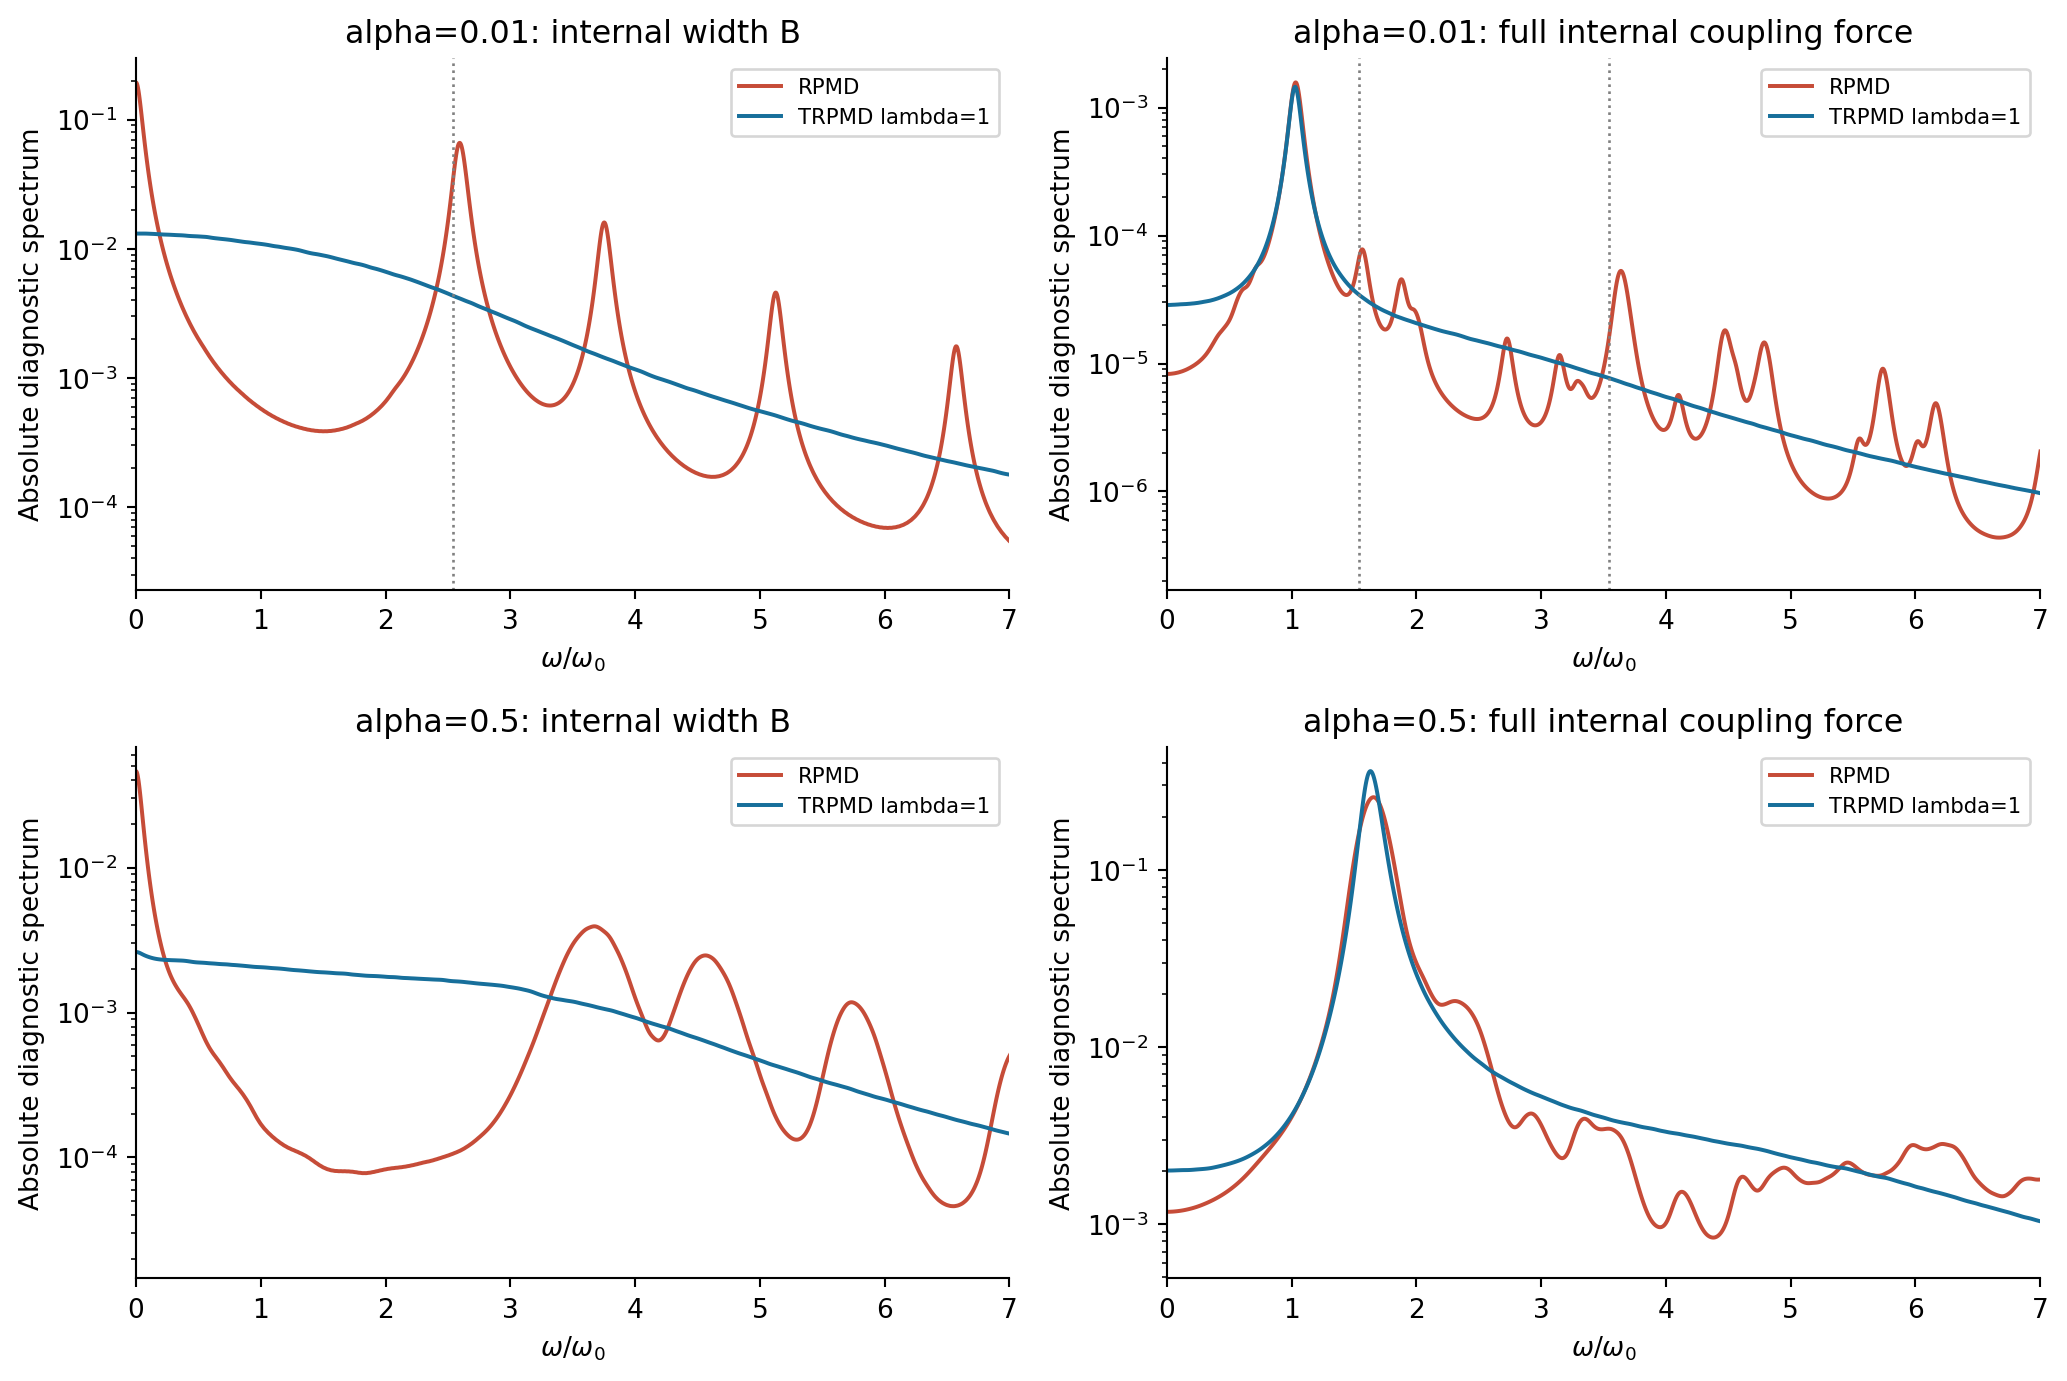 alpha=0.01: internal width B
Absolute diagnostic spectrum
10⁻¹
10⁻²
10⁻³
10⁻⁴
RPMD
TRPMD lambda=1
0 1 2 3 4 5 6 7
ω/ω₀
alpha=0.01: full internal coupling force
Absolute diagnostic spectrum
10⁻³
10⁻⁴
10⁻⁵
10⁻⁶
RPMD
TRPMD lambda=1
0 1 2 3 4 5 6 7
ω/ω₀
alpha=0.5: internal width B
Absolute diagnostic spectrum
10⁻²
10⁻³
10⁻⁴
RPMD
TRPMD lambda=1
0 1 2 3 4 5 6 7
ω/ω₀
alpha=0.5: full internal coupling force
Absolute diagnostic spectrum
10⁻¹
10⁻²
10⁻³
RPMD
TRPMD lambda=1
0 1 2 3 4 5 6 7
ω/ω₀